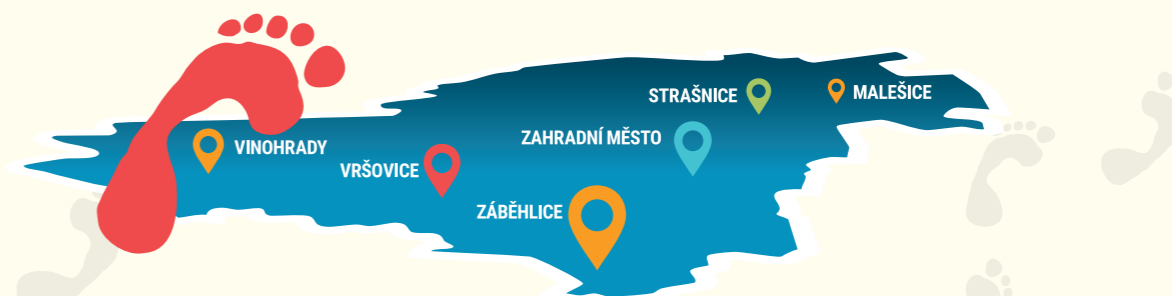 STRAŠNICE
MALEŠICE
ZAHRADNÍ MĚSTO
VINOHRADY
VRŠOVICE
ZÁBĚHLICE